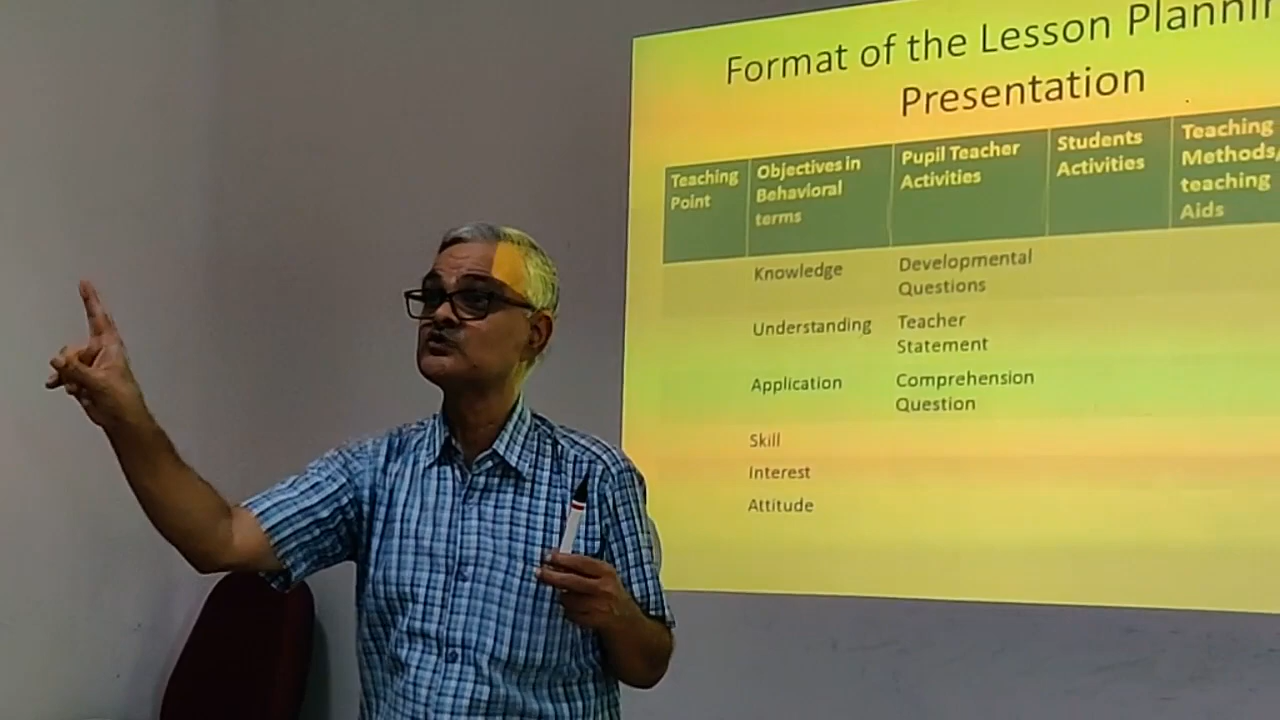 Format of the Lesson
Presentation
Teaching
Point
Objectives in
Behavioral
terms
Pupil Teacher
Activities
Students
Activities
Teaching
Methods/
teaching
Aids
Knowledge
Developmental
Questions
Understanding
Teacher
Statement
Application
Comprehension
Question
Skill
Interest
Attitude